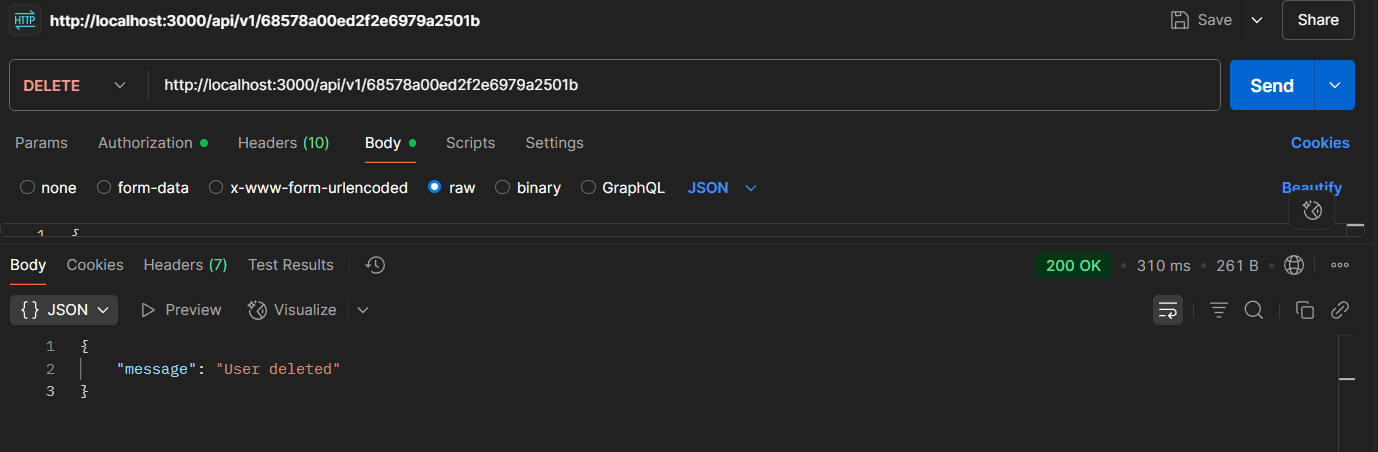 HTTP http://localhost:3000/api/v1/68578a00ed2f2e6979a2501b Save Share
DELETE http://localhost:3000/api/v1/68578a00ed2f2e6979a2501b Send
Params Authorization Headers (10) Body Scripts Settings Cookies
none form-data x-www-form-urlencoded raw binary GraphQL JSON Beautify
1 {
Body Cookies Headers (7) Test Results 200 OK • 310 ms • 261 B •
{} JSON Preview Visualize
1 {
2 "message": "User deleted"
3 }